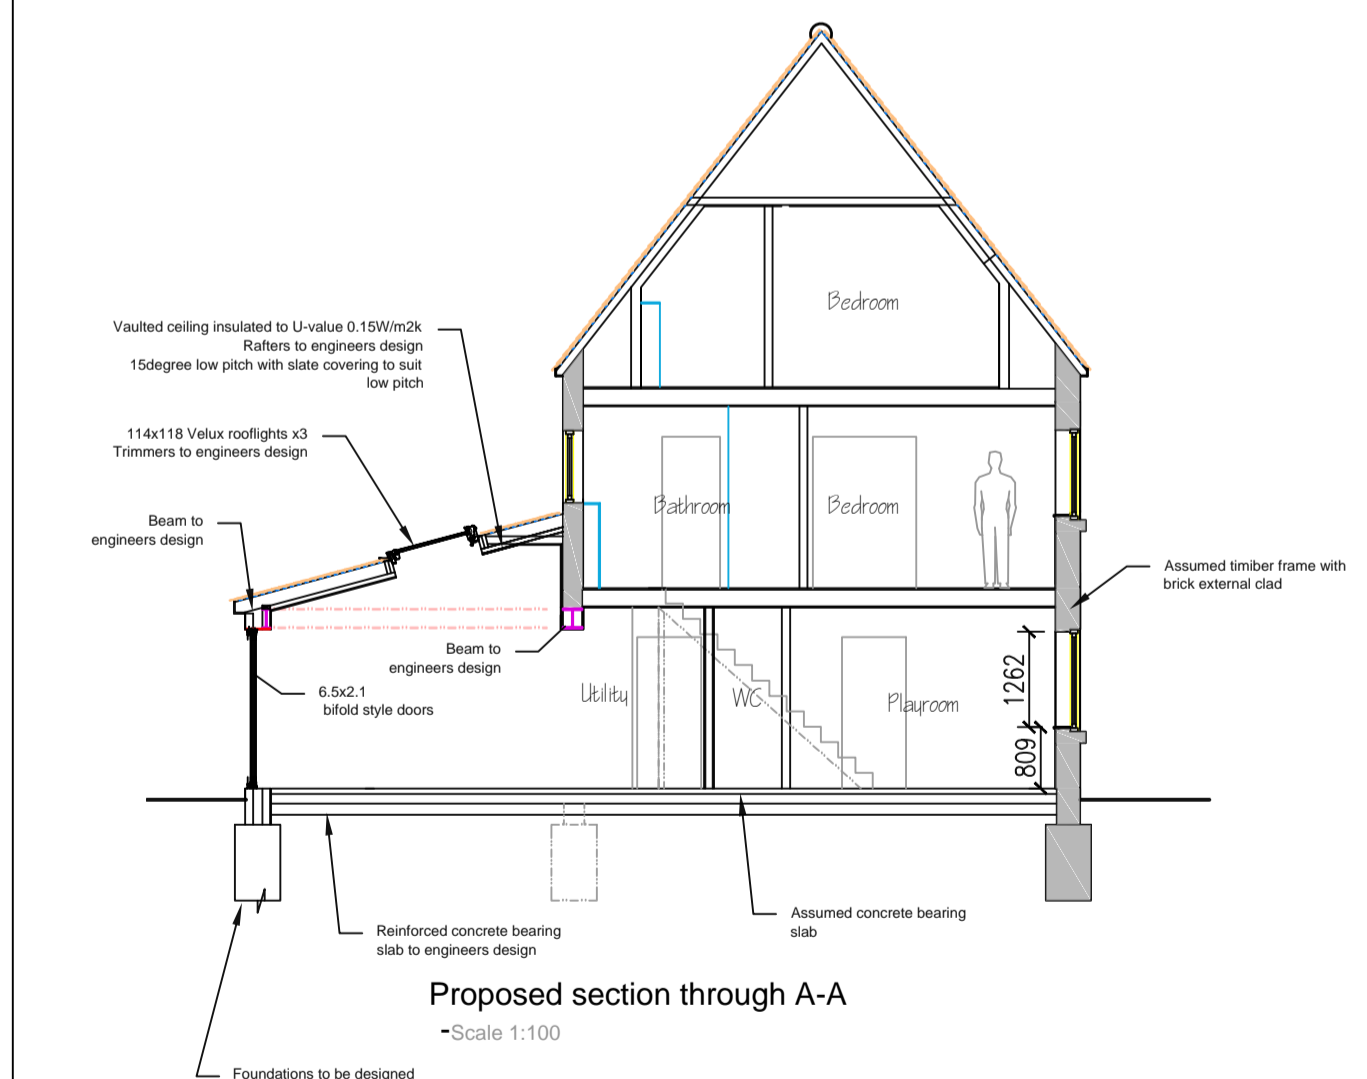 Bedroom
Vaulted ceiling insulated to U-value 0.15W/m2k
Rafters to engineers design
15degree low pitch with slate covering to suit
low pitch
114x118 Velux rooflights x3
Trimmers to engineers design
Beam to
engineers design
Bathroom
Bedroom
Assumed timiber frame with
brick external clad
Beam to
engineers design
6.5x2.1
bifold style doors
Utility
WC
Playroom
1262
809
Reinforced concrete bearing
slab to engineers design
Assumed concrete bearing
slab
Proposed section through A-A
-Scale 1:100
Foundations to be designed